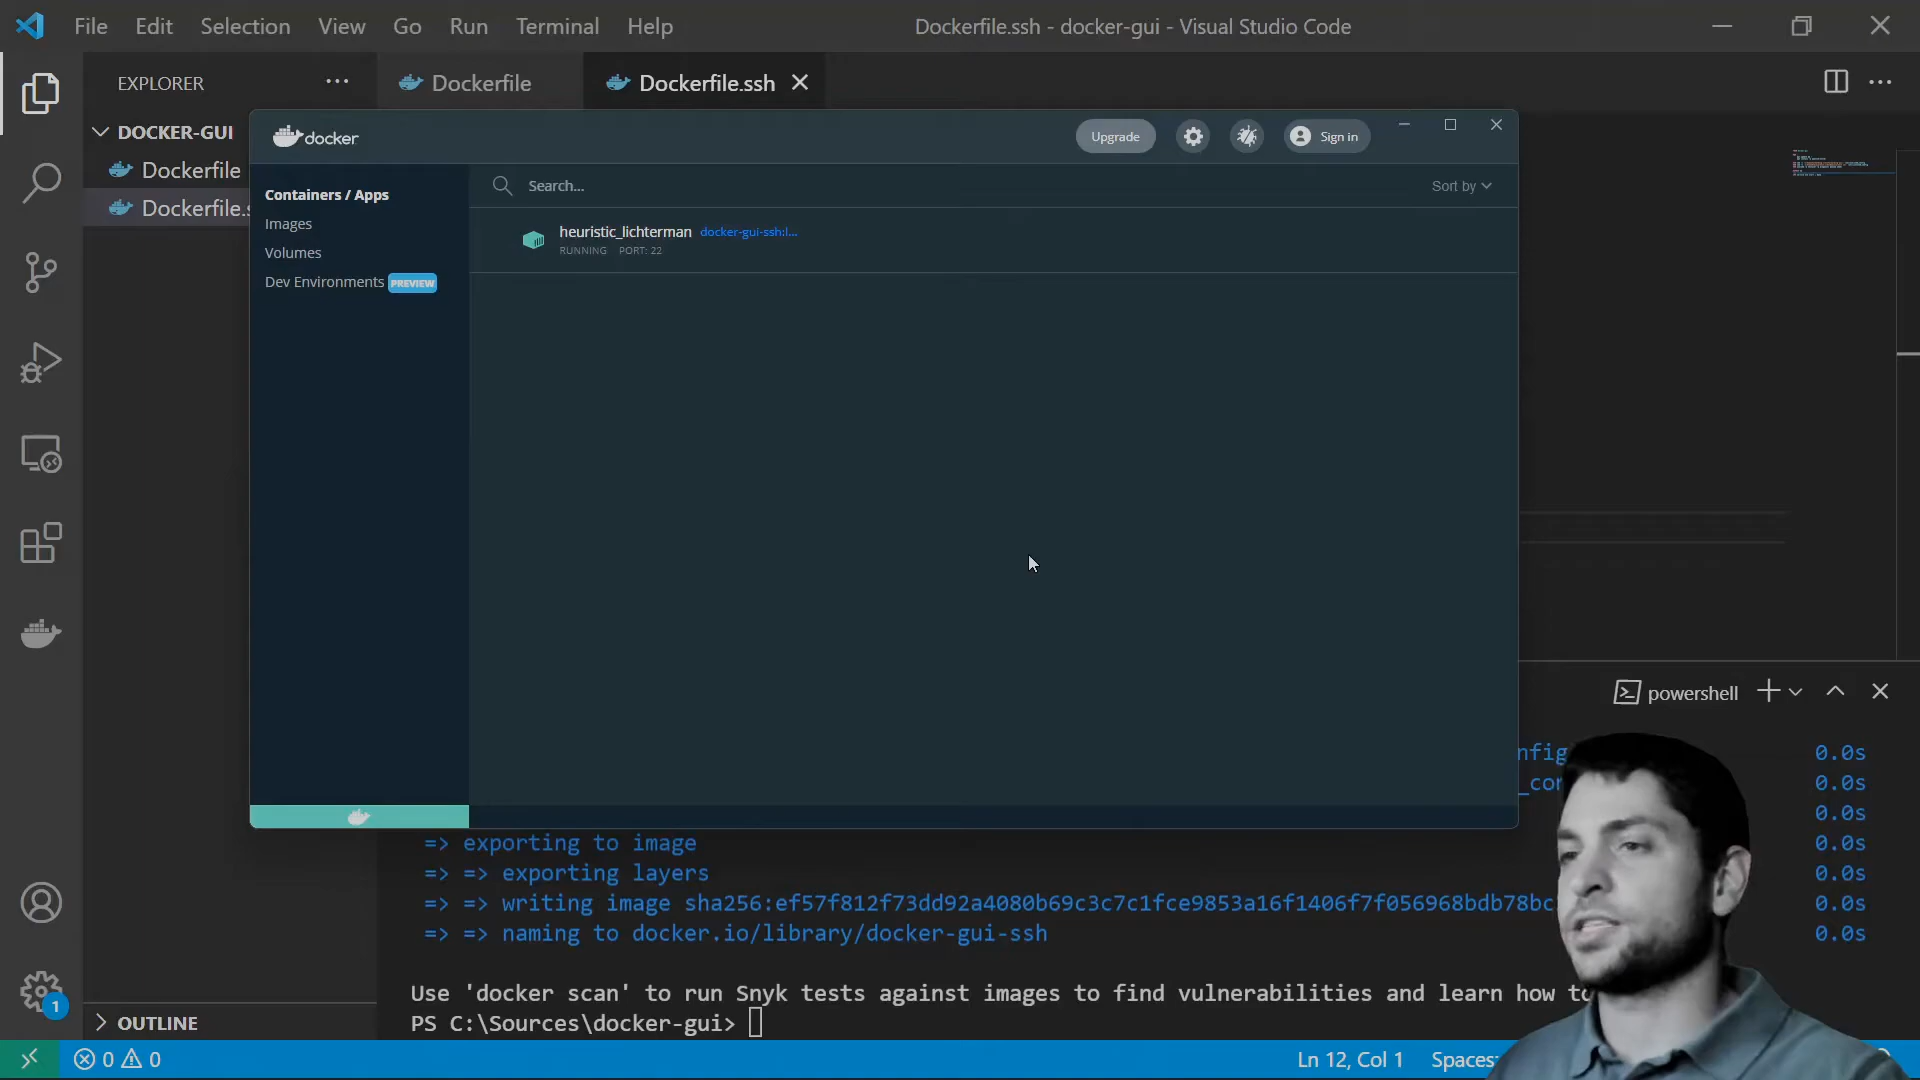 File Edit Selection View Go Run Terminal Help
Dockerfile.ssh - docker-gui - Visual Studio Code
EXPLORER
Dockerfile
Dockerfile.ssh
DOCKER-GUI
Dockerfile
Dockerfile.s
docker
Upgrade
Sign in
Containers / Apps
Images
Volumes
Dev Environments PREVIEW
Search...
Sort by
heuristic_lichterman docker-gui-ssh:l...
RUNNING PORT: 22
powershell
nfig 0.0s
_cor 0.0s
0.0s
=> exporting to image 0.0s
=> => exporting layers 0.0s
=> => writing image sha256:ef57f812f73dd92a4080b69c3c7c1fce9853a16f1406f7f056968bdb78bc 0.0s
=> => naming to docker.io/library/docker-gui-ssh 0.0s
Use 'docker scan' to run Snyk tests against images to find vulnerabilities and learn how to
PS C:\Sources\docker-gui>
1
OUTLINE
0 0
Ln 12, Col 1
Spaces: